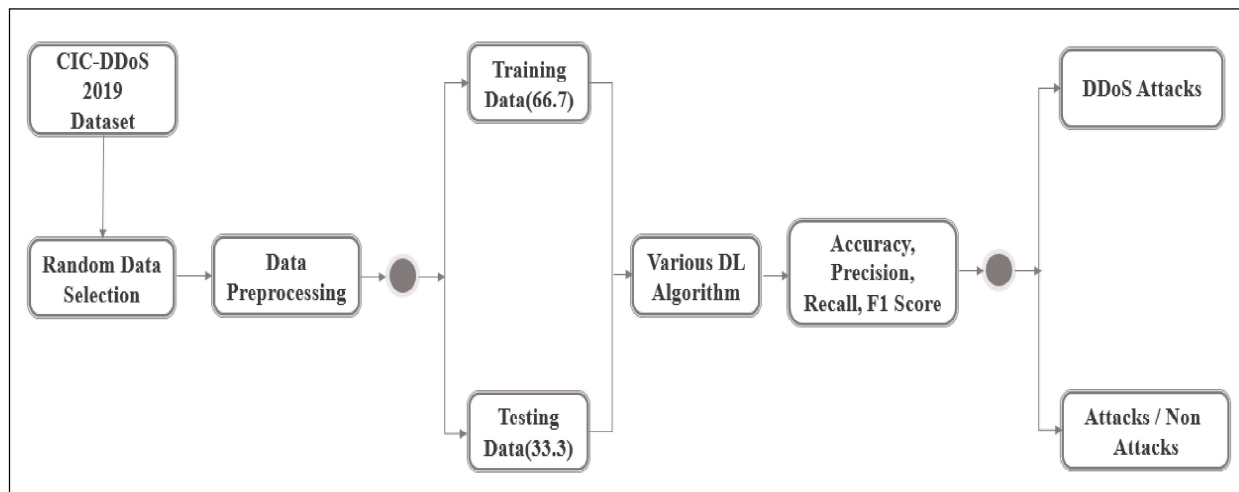 CIC-DDoS
2019
Dataset
Random Data
Selection
Data
Preprocessing
Training
Data(66.7)
Testing
Data(33.3)
Various DL
Algorithm
Accuracy,
Precision,
Recall, F1 Score
DDoS Attacks
Attacks / Non
Attacks